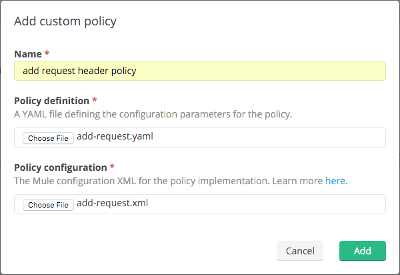 Add custom policy
Name *
add request header policy
Policy definition *
A YAML file defining the configuration parameters for the policy.
Choose File add-request.yaml
Policy configuration *
The Mule configuration XML for the policy implementation. Learn more here.
Choose File add-request.xml
Cancel Add